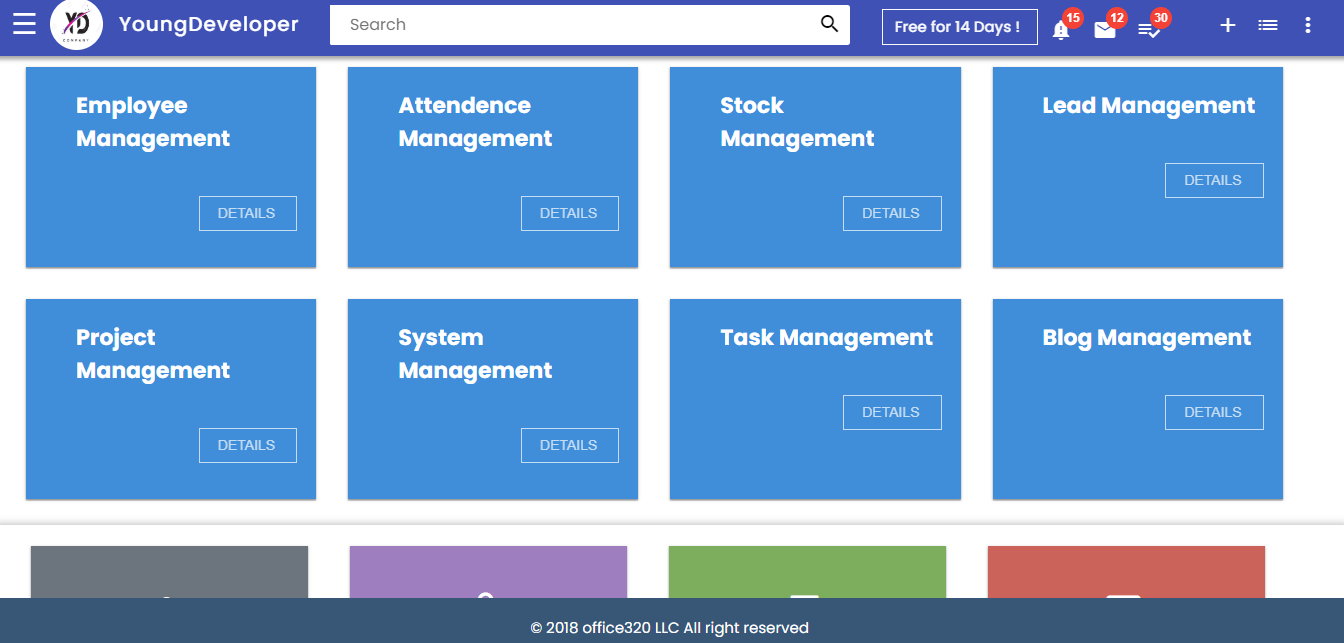 YD
COMPANY
YoungDeveloper
Search
Free for 14 Days !
15
12
30
Employee
Management
DETAILS
Attendence
Management
DETAILS
Stock
Management
DETAILS
Lead Management
DETAILS
Project
Management
DETAILS
System
Management
DETAILS
Task Management
DETAILS
Blog Management
DETAILS
© 2018 office320 LLC All right reserved